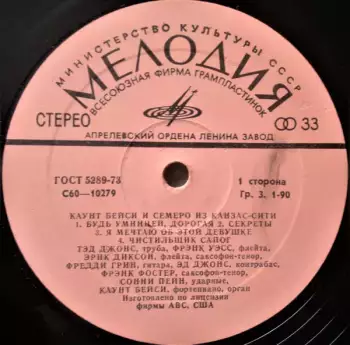 МИНИСТЕРСТВО КУЛЬТУРЫ СССР
МЕЛОДИЯ
ВСЕСОЮЗНАЯ ФИРМА ГРАМПЛАСТИНОК
СТЕРЕО
33
АПРЕЛЕВСКИЙ ОРДЕНА ЛЕНИНА ЗАВОД
ГОСТ 5289-73
С60—10279
1 сторона
Гр. 3. 1-90
КАУНТ БЕЙСИ И СЕМЕРО ИЗ КАНЗАС-СИТИ
1. БУДЬ УМНИЦЕЙ, ДОРОГАЯ 2. СЕКРЕТЫ
3. Я МЕЧТАЮ ОБ ЭТОЙ ДЕВУШКЕ
4. ЧИСТИЛЬЩИК САПОГ
ТЭД ДЖОНС, труба, ФРЭНК УЭСС, флейта,
ЭРИК ДИКСОН, флейта, саксофон-тенор,
ФРЕДДИ ГРИН, гитара, ЭД ДЖОНС, контрабас,
ФРЭНК ФОСТЕР, саксофон-тенор,
СОННИ ПЕЙН, ударные,
КАУНТ БЕЙСИ, фортепиано, орган
Изготовлено по лицензии
фирмы ABC, США